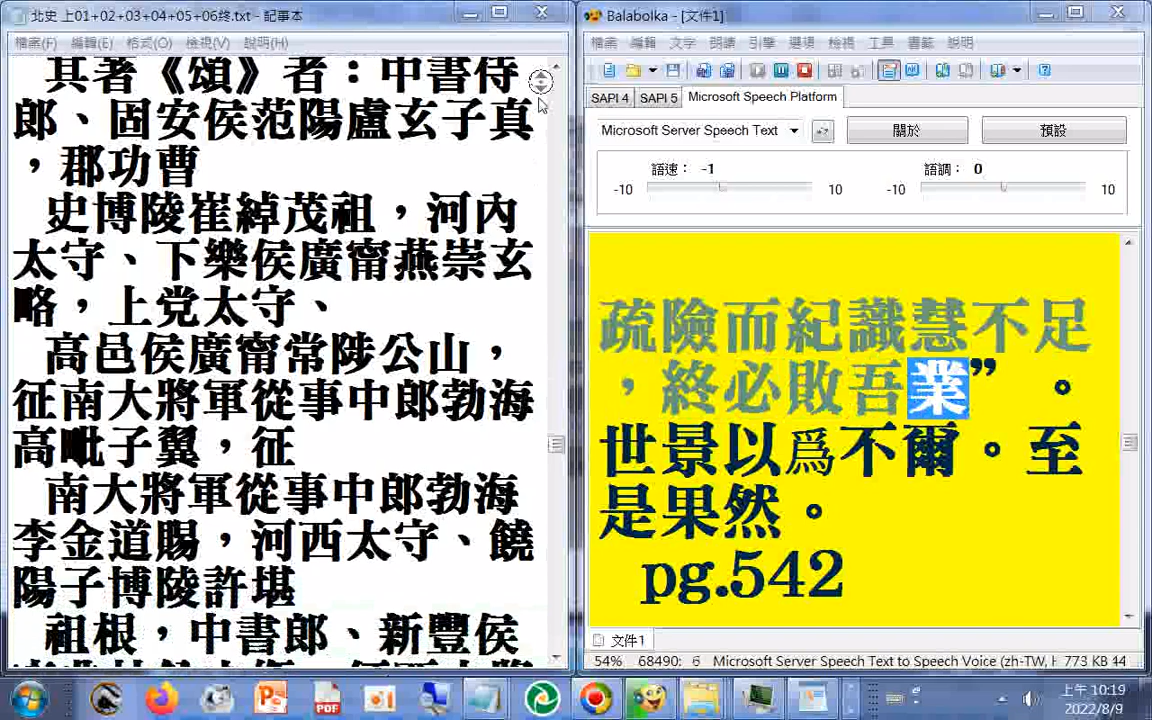 北史 上01+02+03+04+05+06终.txt - 記事本
檔案(F) 編輯(E) 格式(O) 檢視(V) 說明(H)
其著《頌》者：中書侍
郎、固安侯范陽盧玄子真
，郡功曹
史博陵崔綽茂祖，河內
太守、下樂侯廣甯燕崇玄
略，上党太守、
高邑侯廣甯常陟公山，
征南大將軍從事中郎勃海
高毗子翼，征
南大將軍從事中郎勃海
李金道賜，河西太守、饒
陽子博陵許堪
祖根，中書郎、新豐侯
Balabolka - [文件1]
檔案 編輯 文字 朗讀 引擎 選項 檢視 工具 書籤 說明
SAPI 4 SAPI 5 Microsoft Speech Platform
Microsoft Server Speech Text 關於 預設
語速： -1 語調： 0
-10 10 -10 10
疏險而紀識慧不足
，終必敗吾業”。
世景以爲不爾。至
是果然。
pg.542
文件1
54% 68490: 6 Microsoft Server Speech Text to Speech Voice (zh-TW, H 773 KB 44
PDF
上午 10:19
2022/8/9